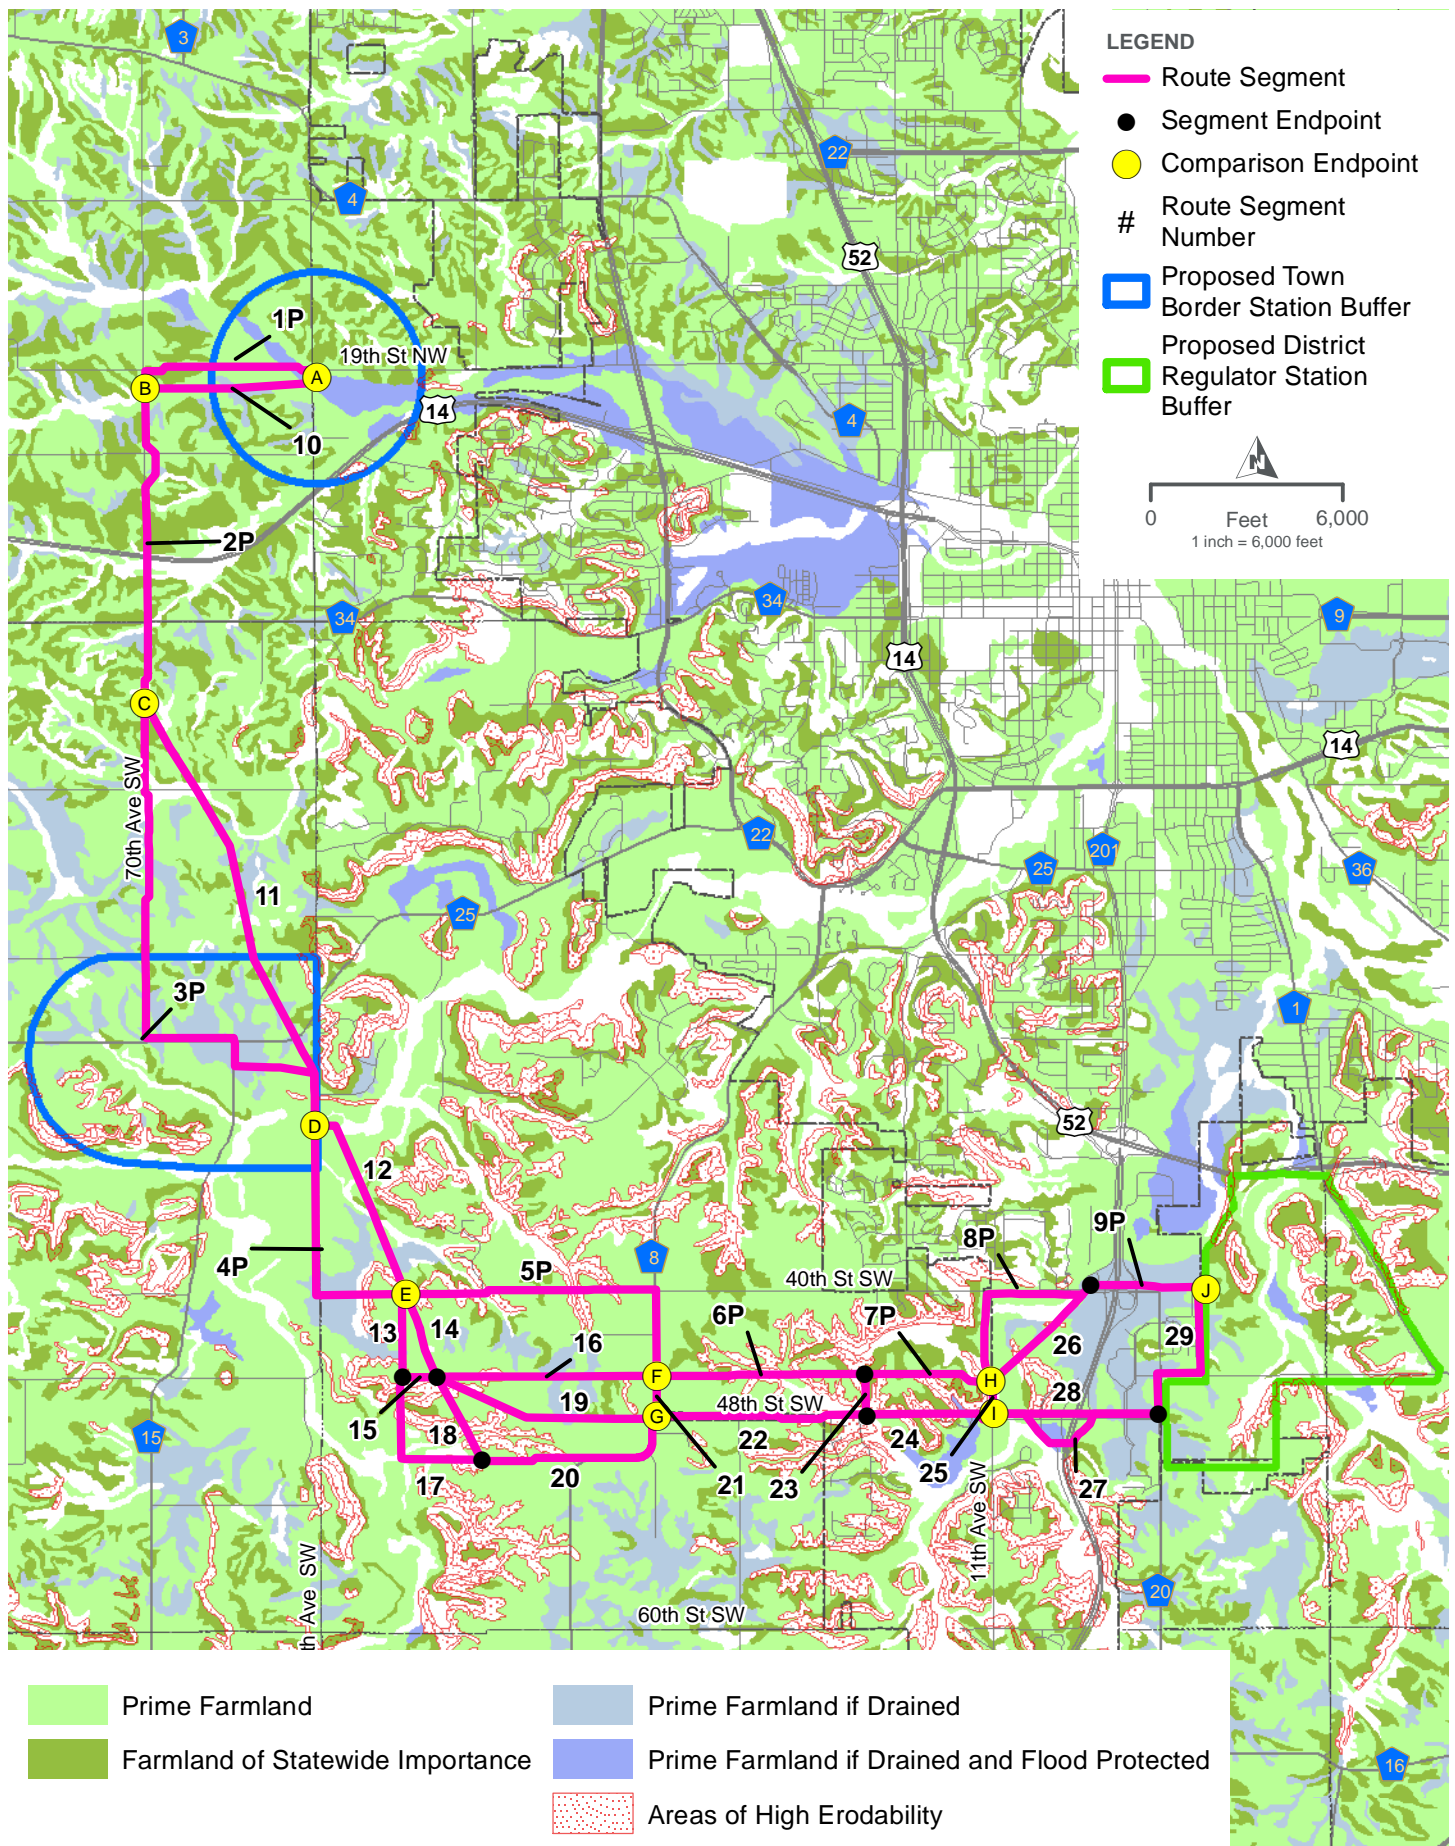 LEGEND
Route Segment
Segment Endpoint
Comparison Endpoint
#
Route Segment
Number
Proposed Town
Border Station Buffer
Proposed District
Regulator Station
Buffer
N
0
Feet
6,000
1 inch = 6,000 feet
3
22
4
52
1P
19th St NW
A
B
14
4
10
2P
34
34
9
14
C
14
70th Ave SW
22
201
25
36
11
25
3P
1
D
52
12
4P
8
8P
9P
5P
40th St SW
E
J
6P
7P
13
14
16
26
29
F
H
15
19
48th St SW
28
G
I
18
22
24
15
17
20
21
23
25
27
11th Ave SW
th Ave SW
20
60th St SW
16
Prime Farmland
Prime Farmland if Drained
Farmland of Statewide Importance
Prime Farmland if Drained and Flood Protected
Areas of High Erodability